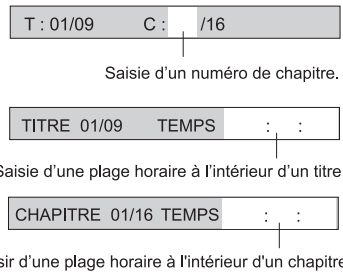 T : 01/09 C : /16
Saisie d'un numéro de chapitre.
TITRE 01/09 TEMPS : :
Saisie d'une plage horaire à l'intérieur d'un titre
CHAPITRE 01/16 TEMPS : :
sir d'une plage horaire à l'intérieur d'un chapitre